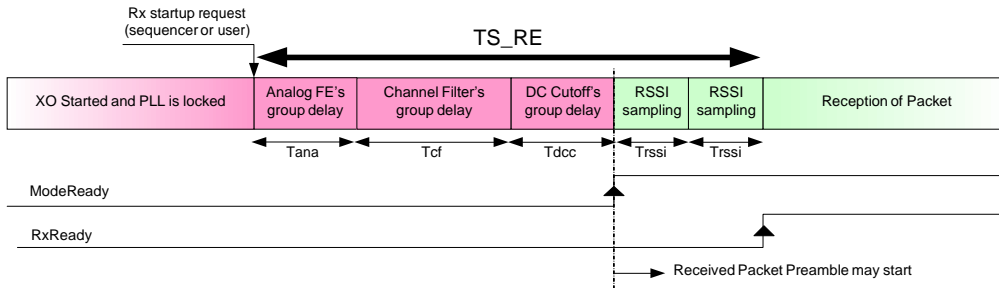 Rx startup request
(sequencer or user)
TS_RE
XO Started and PLL is locked
Analog FE's
group delay
Channel Filter's
group delay
DC Cutoff's
group delay
RSSI
sampling
RSSI
sampling
Reception of Packet
Tana
Tcf
Tdcc
Trssi
Trssi
ModeReady
RxReady
Received Packet Preamble may start